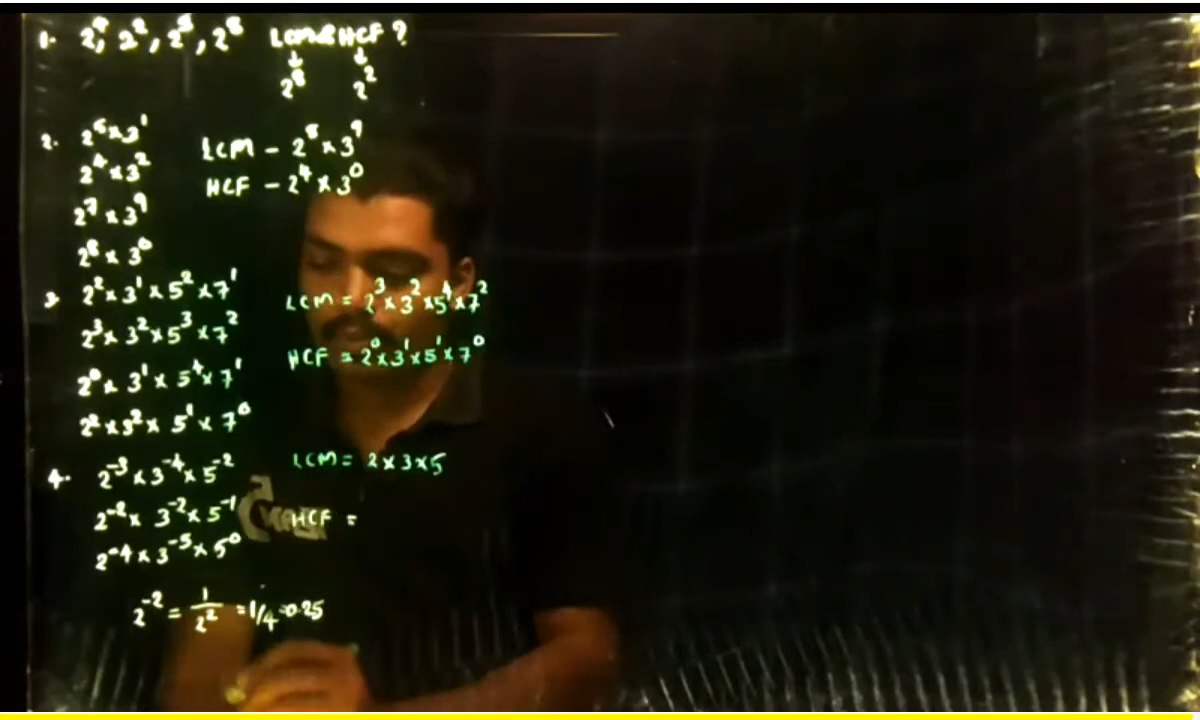 1. 2⁴, 2², 2⁵, 2⁸ LCM & HCF ?
↓ ↓
2⁸ 2²
2. 2⁶ × 3¹
LCM – 2⁸ × 3⁹
2⁴ × 3²
HCF – 2⁴ × 3⁰
2⁷ × 3⁹
2⁸ × 3⁰
3. 2² × 3¹ × 5² × 7¹
LCM = 2³ × 3² × 5⁴ × 7²
2³ × 3² × 5³ × 7²
HCF = 2⁰ × 3¹ × 5¹ × 7⁰
2⁰ × 3¹ × 5⁴ × 7¹
2² × 3² × 5¹ × 7⁰
4. 2⁻³ × 3⁻⁴ × 5⁻²
LCM = 2 × 3 × 5
2⁻² × 3⁻² × 5⁻¹
HCF =
2⁻⁴ × 3⁻⁵ × 5⁰
2⁻² = 1/2² = 1/4 = 0.25